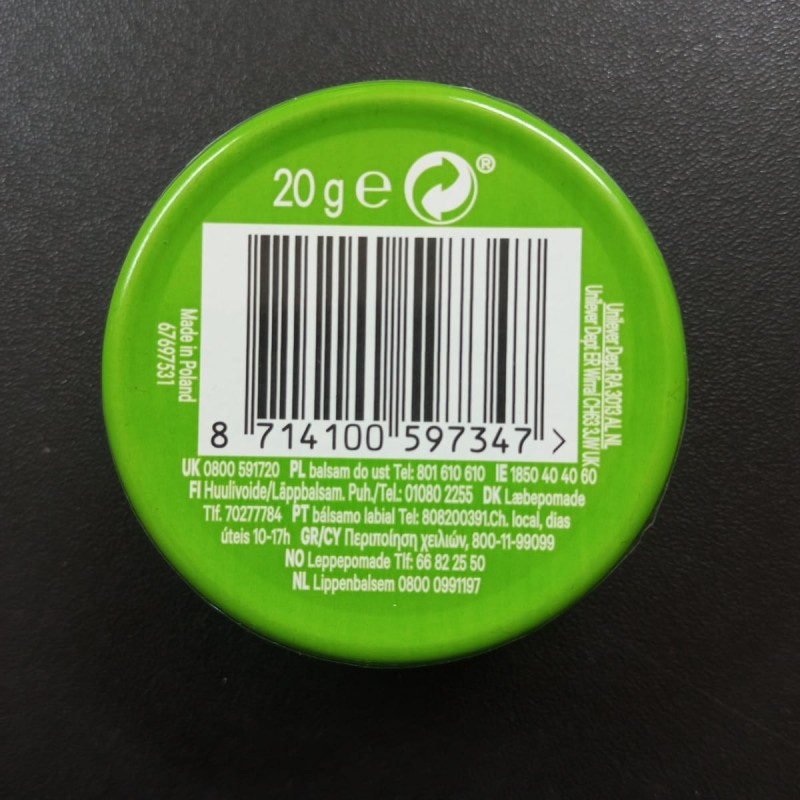 20 g ℮ ®
Made in Poland
67697531
8 714100 597347 >
Unilever Dept RA 3013 AL NL
Unilever Dept ER Wirral CH63 3JW UK
UK 0800 591720 PL balsam do ust Tel: 801 610 610 IE 1850 40 40 60
FI Huulivoide/Läppbalsam. Puh./Tel.: 01080 2255 DK Læbepomade
Tlf. 70277784 PT bálsamo labial Tel: 808200391.Ch. local, dias
úteis 10-17h GR/CY Περιποίηση χειλιών, 800-11-99099
NO Leppepomade Tlf: 66 82 25 50
NL Lippenbalsem 0800 0991197